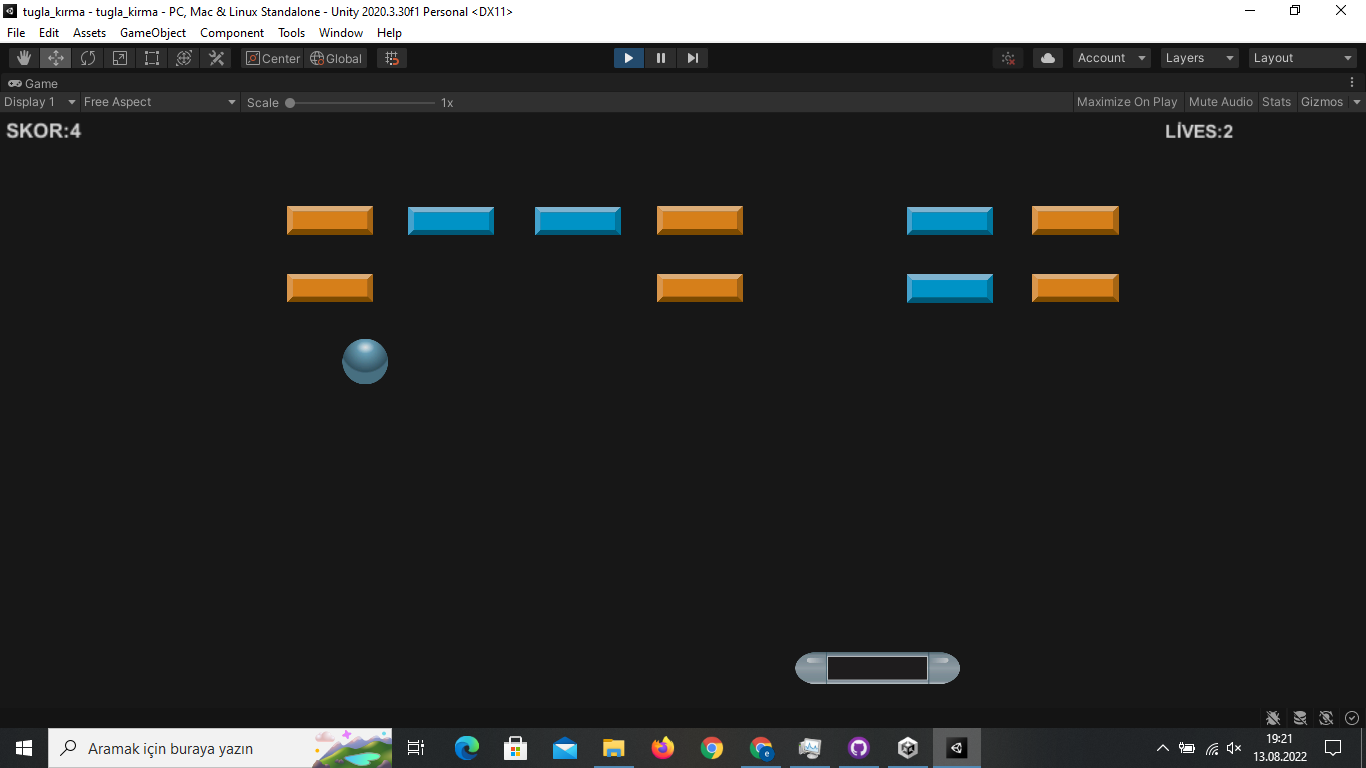 tugla_kırma - tugla_kirma - PC, Mac & Linux Standalone - Unity 2020.3.30f1 Personal <DX11>
File Edit Assets GameObject Component Tools Window Help
Center Global Account Layers Layout
Game
Display 1 Free Aspect Scale 1x Maximize On Play Mute Audio Stats Gizmos
SKOR:4 LİVES:2
Aramak için buraya yazın
19:21
13.08.2022